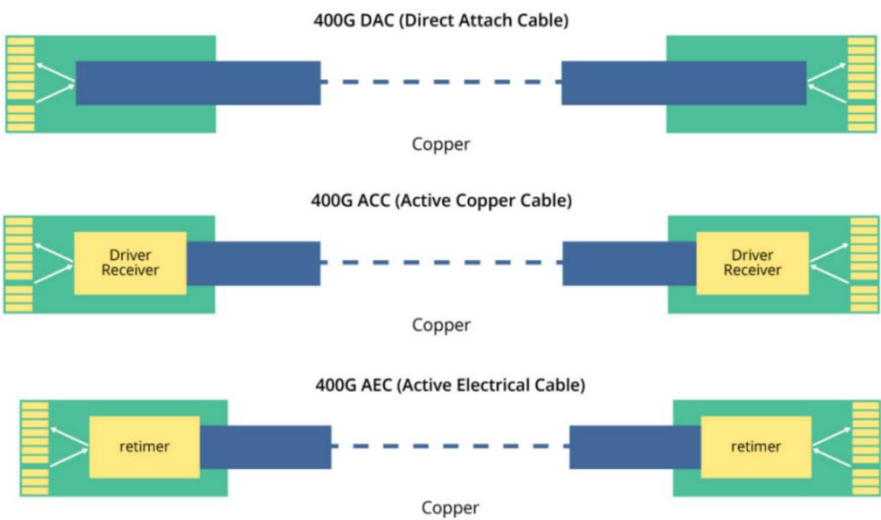 400G DAC (Direct Attach Cable)
Copper
400G ACC (Active Copper Cable)
Driver
Receiver
Driver
Receiver
Copper
400G AEC (Active Electrical Cable)
retimer
retimer
Copper